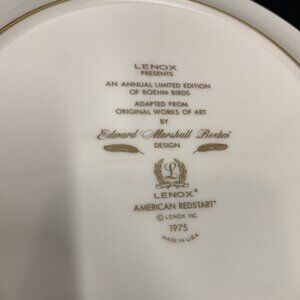 LENOX
PRESENTS
AN ANNUAL LIMITED EDITION
OF BOEHM BIRDS
ADAPTED FROM
ORIGINAL WORKS OF ART
BY
Edward Marshall Boehm
DESIGN
L
LENOX®
AMERICAN REDSTART®
© LENOX INC.
1975
MADE IN U.S.A.